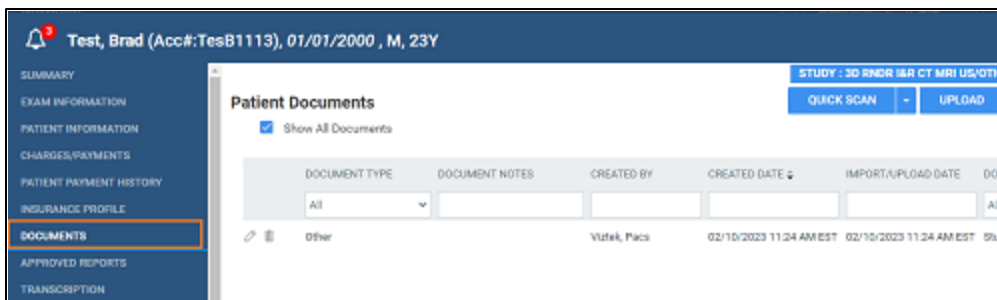 3
Test, Brad (Acc#:TesB1113), 01/01/2000 , M, 23Y
SUMMARY
EXAM INFORMATION
PATIENT INFORMATION
CHARGES/PAYMENTS
PATIENT PAYMENT HISTORY
INSURANCE PROFILE
DOCUMENTS
APPROVED REPORTS
TRANSCRIPTION
STUDY : 3D RNDR I&R CT MRI US/OTH
Patient Documents
QUICK SCAN
UPLOAD
Show All Documents
DOCUMENT TYPE DOCUMENT NOTES CREATED BY CREATED DATE IMPORT/UPLOAD DATE DO
All
Other Viztek, Pacs 02/10/2023 11:24 AM EST 02/10/2023 11:24 AM EST